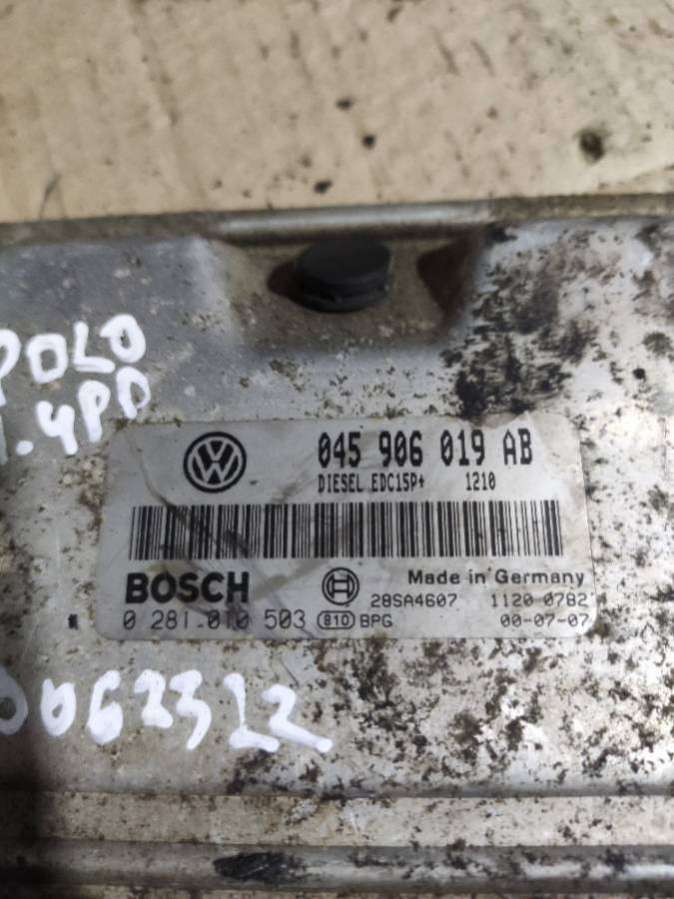 POLO
1.4PD
045 906 019 AB
DIESEL EDC15P+ 1210
BOSCH
Made in Germany
0 281 010 503 810 BPG
28SA4607 1120 0782
00-07-07
0062322